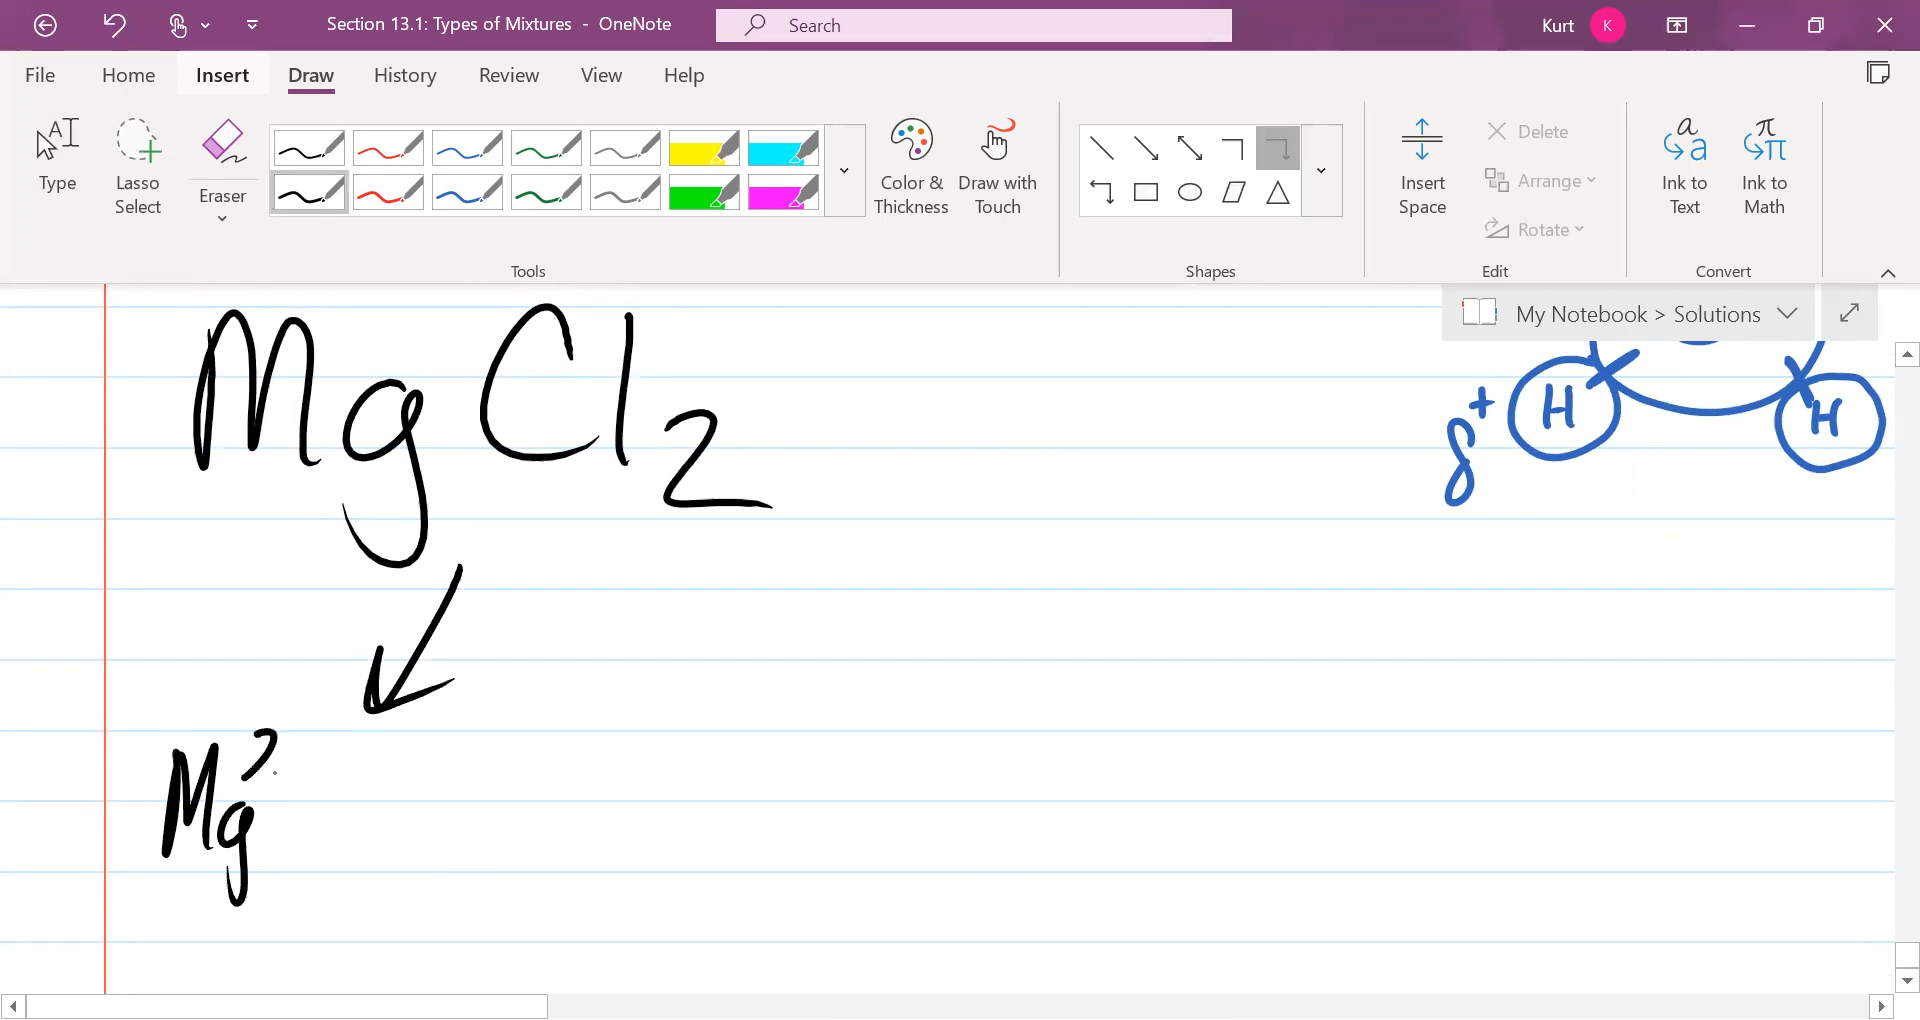 Section 13.1: Types of Mixtures - OneNote
Search
Kurt
K
File Home Insert Draw History Review View Help
Type
Lasso Select
Eraser
Color & Thickness
Draw with Touch
Insert Space
Delete
Arrange
Rotate
Ink to Text
Ink to Math
Tools
Shapes
Edit
Convert
My Notebook > Solutions
MgCl₂
δ⁺ H H
Mg²